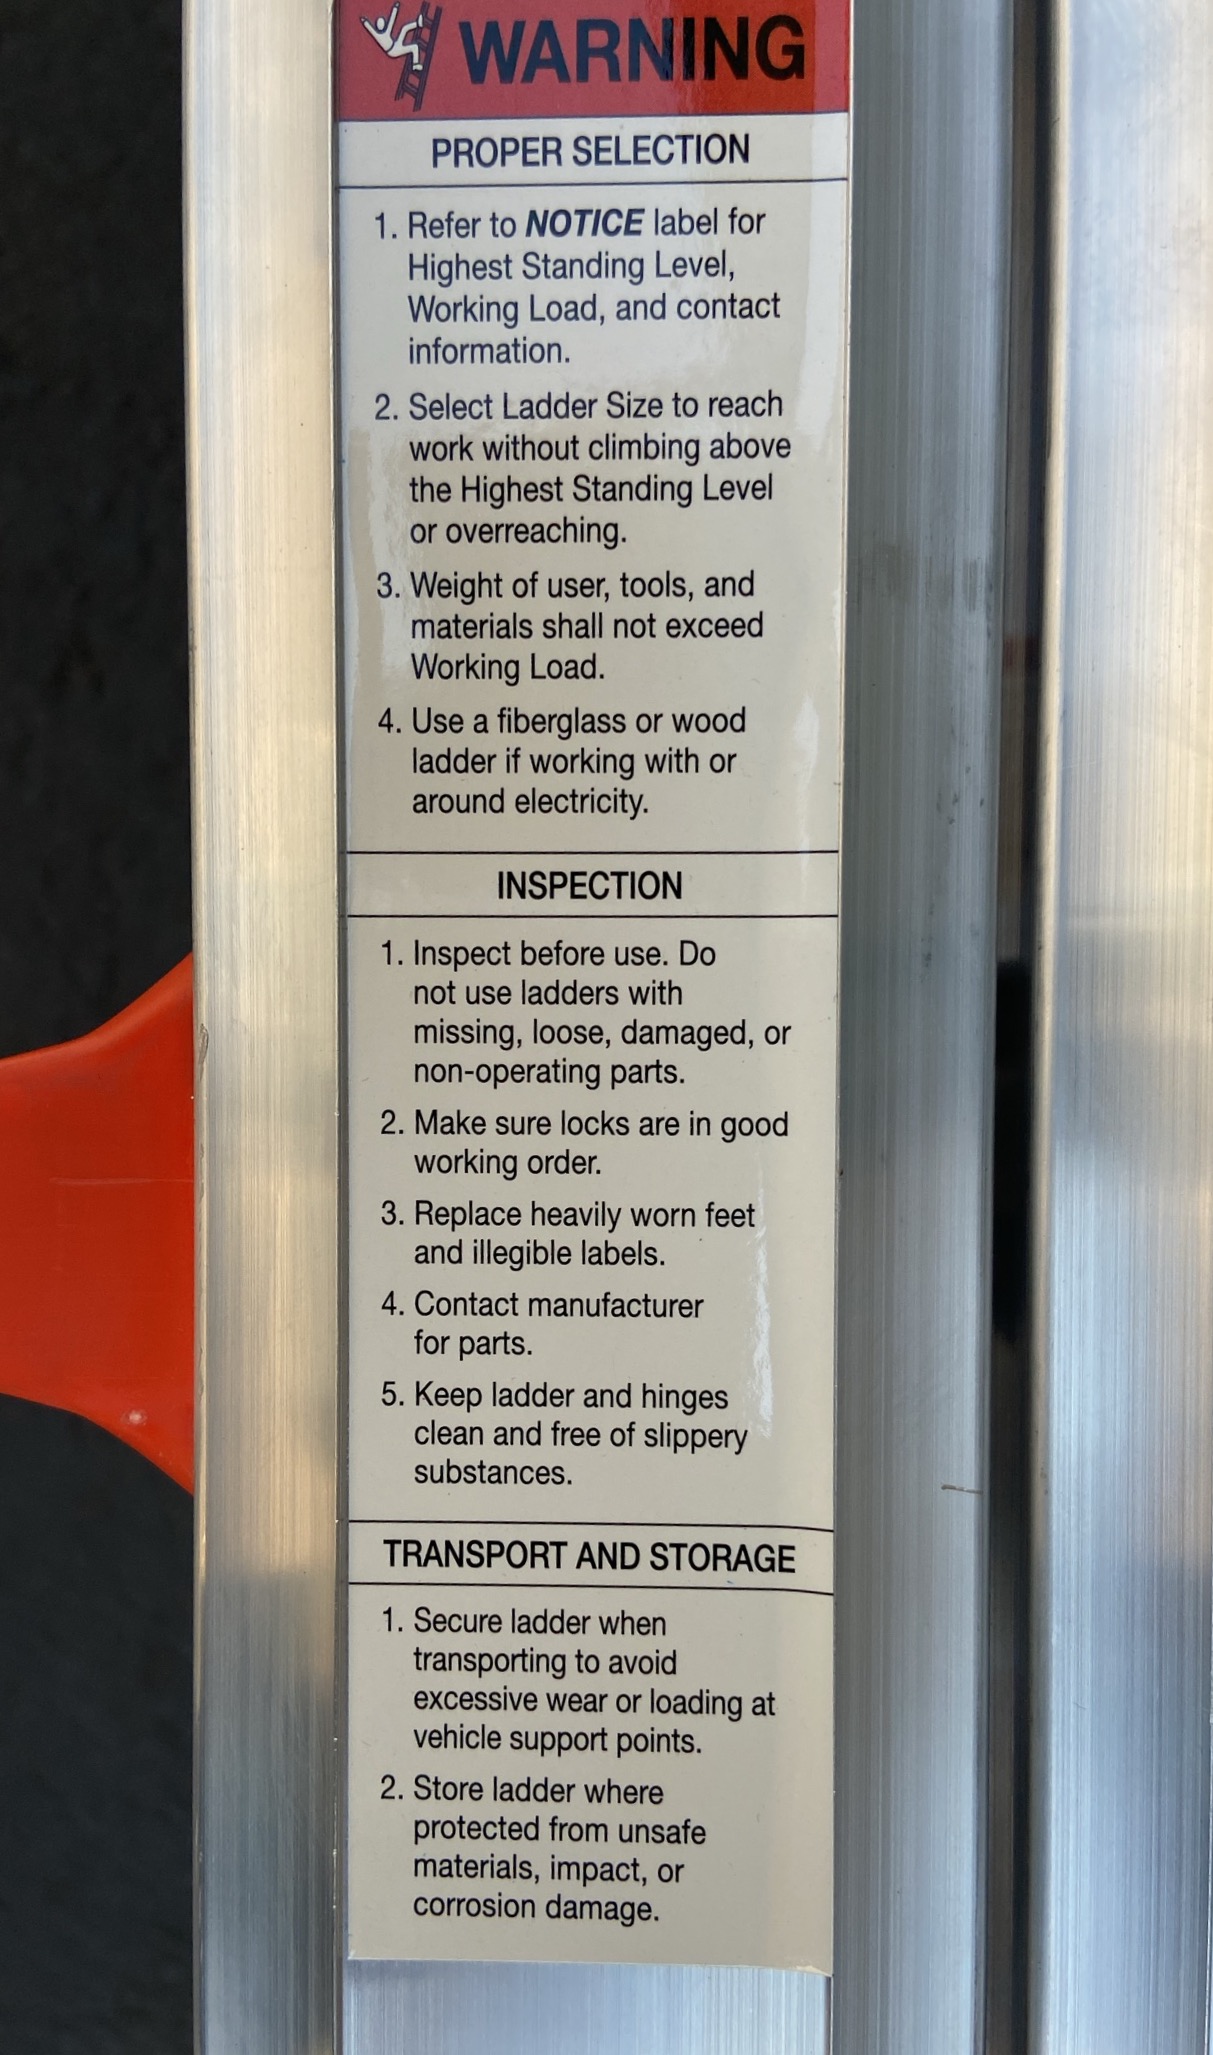 WARNING
PROPER SELECTION
1. Refer to NOTICE label for
Highest Standing Level,
Working Load, and contact
information.
2. Select Ladder Size to reach
work without climbing above
the Highest Standing Level
or overreaching.
3. Weight of user, tools, and
materials shall not exceed
Working Load.
4. Use a fiberglass or wood
ladder if working with or
around electricity.
INSPECTION
1. Inspect before use. Do
not use ladders with
missing, loose, damaged, or
non-operating parts.
2. Make sure locks are in good
working order.
3. Replace heavily worn feet
and illegible labels.
4. Contact manufacturer
for parts.
5. Keep ladder and hinges
clean and free of slippery
substances.
TRANSPORT AND STORAGE
1. Secure ladder when
transporting to avoid
excessive wear or loading at
vehicle support points.
2. Store ladder where
protected from unsafe
materials, impact, or
corrosion damage.